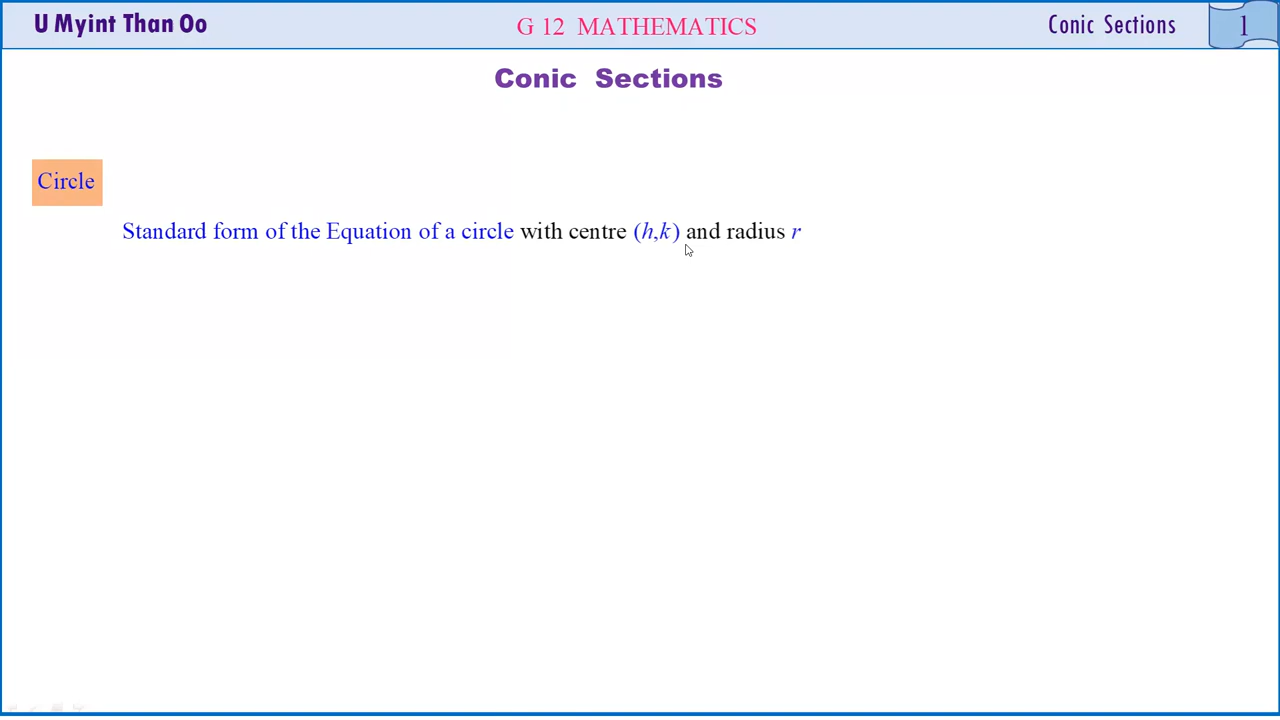 U Myint Than Oo
G 12 MATHEMATICS
Conic Sections
1
Conic Sections
Circle
Standard form of the Equation of a circle with centre (h,k) and radius r